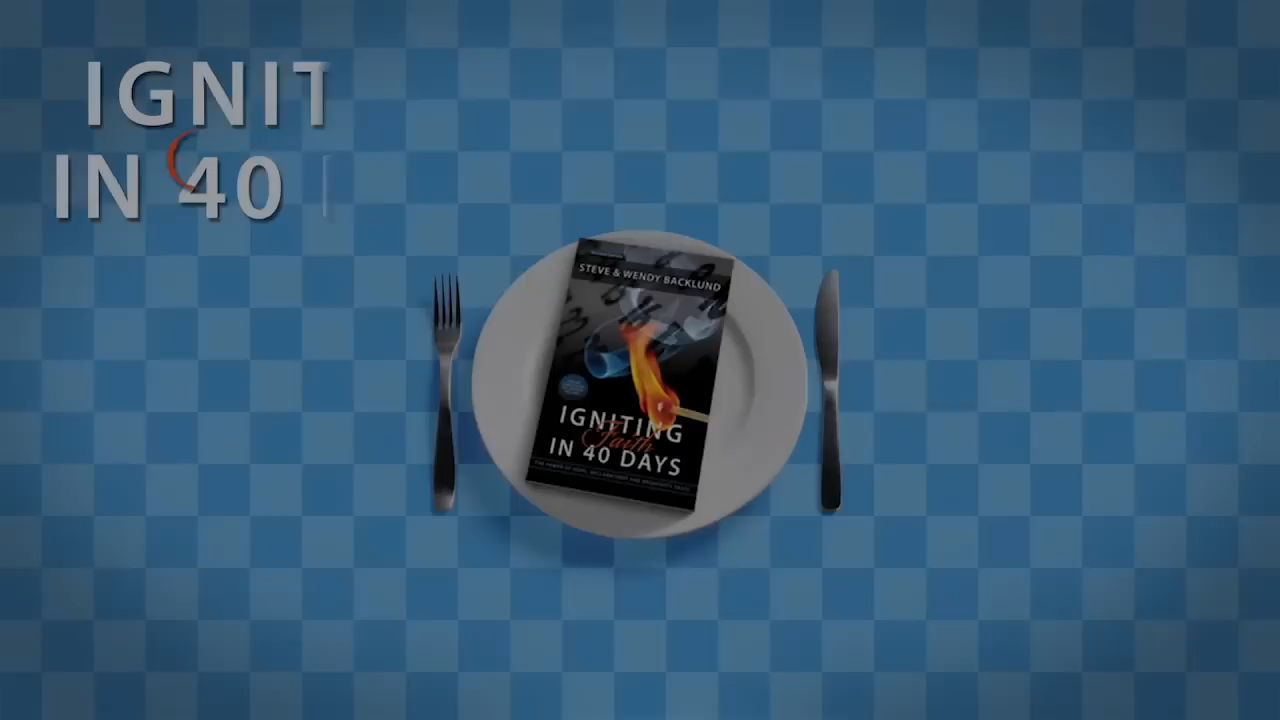 IGNIT
IN 40
STEVE & WENDY BACKLUND
IGNITING
Faith
IN 40 DAYS